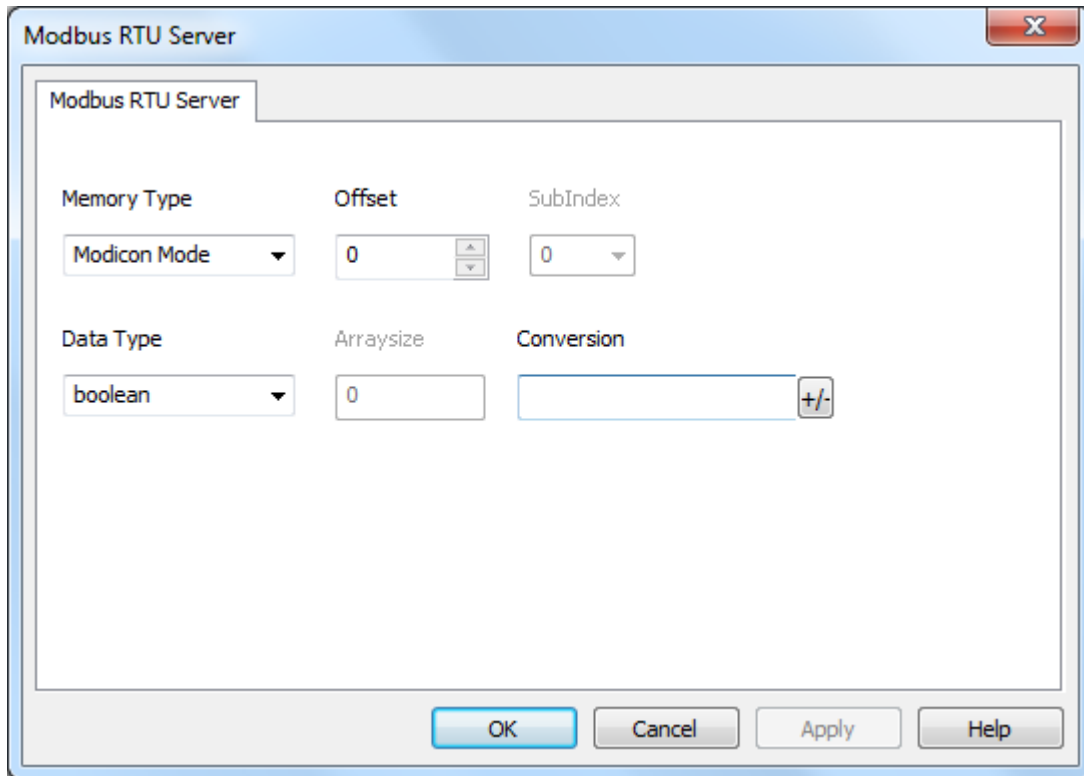 Modbus RTU Server
Modbus RTU Server
Memory Type Offset SubIndex
Modicon Mode 0 0
Data Type Arraysize Conversion
boolean 0 +/-
OK Cancel Apply Help